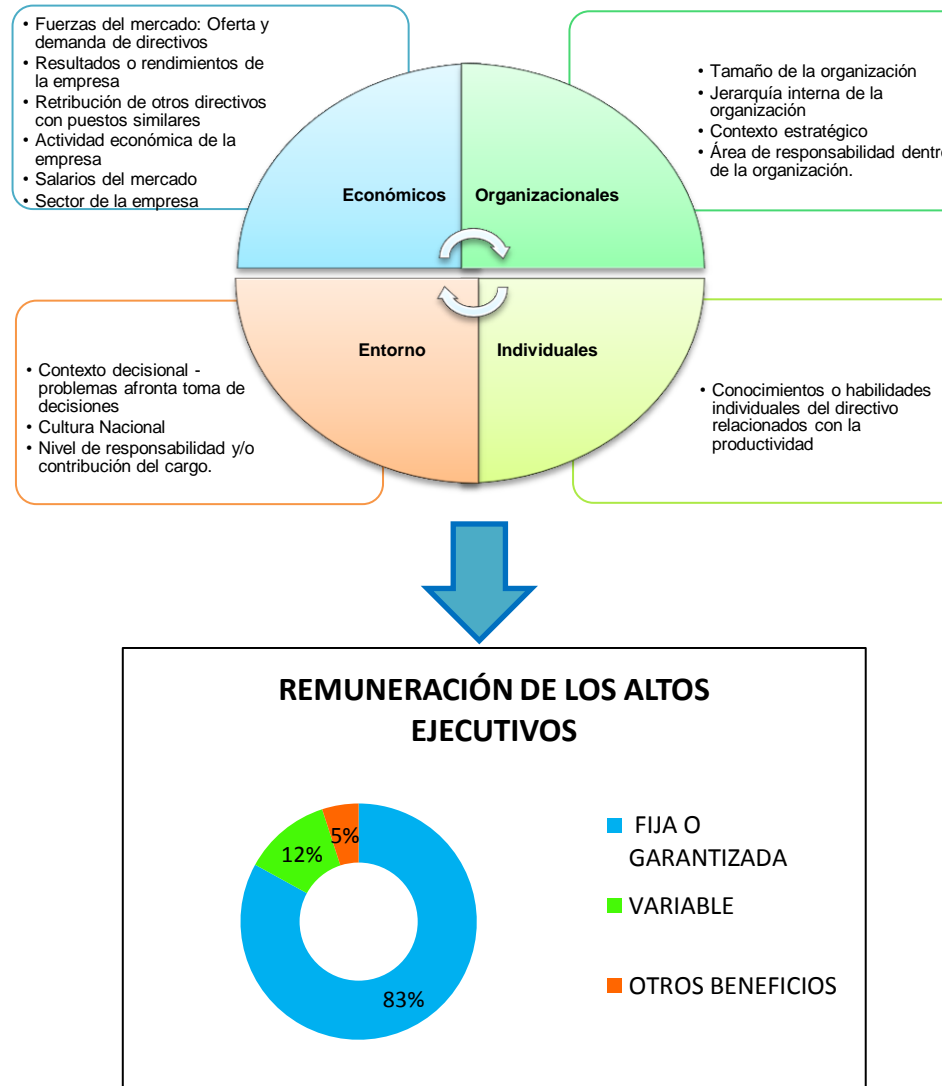 • Fuerzas del mercado: Oferta y
demanda de directivos
• Resultados o rendimientos de
la empresa
• Retribución de otros directivos
con puestos similares
• Actividad económica de la
empresa
• Salarios del mercado
• Sector de la empresa
• Tamaño de la organización
• Jerarquía interna de la
organización
• Contexto estratégico
• Área de responsabilidad dentro
de la organización.
Económicos
Organizacionales
Entorno
Individuales
• Contexto decisional -
problemas afronta toma de
decisiones
• Cultura Nacional
• Nivel de responsabilidad y/o
contribución del cargo.
• Conocimientos o habilidades
individuales del directivo
relacionados con la
productividad
REMUNERACIÓN DE LOS ALTOS
EJECUTIVOS
5%
12%
83%
FIJA O
GARANTIZADA
VARIABLE
OTROS BENEFICIOS